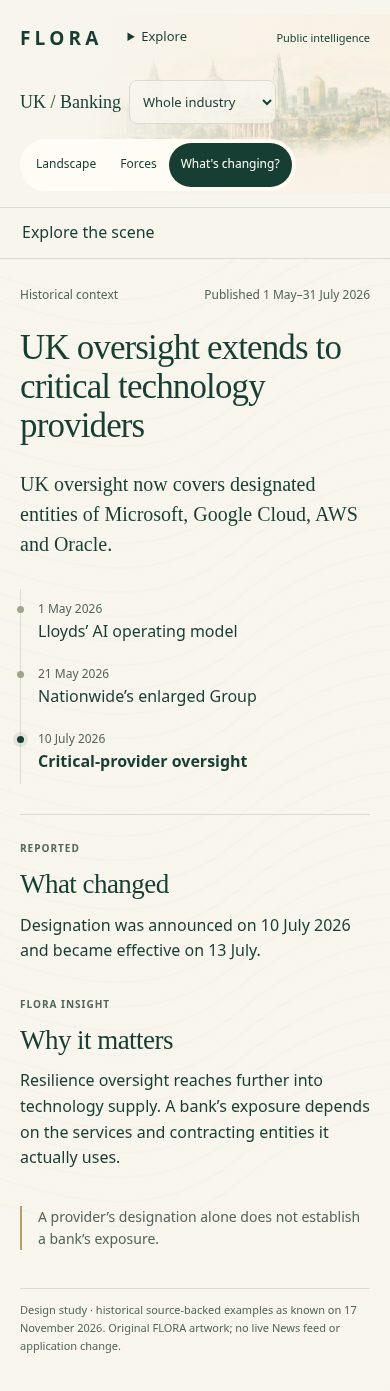 FLORA
Explore
Public intelligence
UK / Banking
Whole industry
Landscape
Forces
What's changing?
Explore the scene
Historical context
Published 1 May–31 July 2026
UK oversight extends to
critical technology
providers
UK oversight now covers designated
entities of Microsoft, Google Cloud, AWS
and Oracle.
1 May 2026
Lloyds’ AI operating model
21 May 2026
Nationwide’s enlarged Group
10 July 2026
Critical-provider oversight
REPORTED
What changed
Designation was announced on 10 July 2026
and became effective on 13 July.
FLORA INSIGHT
Why it matters
Resilience oversight reaches further into
technology supply. A bank’s exposure depends
on the services and contracting entities it
actually uses.
A provider’s designation alone does not establish
a bank’s exposure.
Design study · historical source-backed examples as known on 17
November 2026. Original FLORA artwork; no live News feed or
application change.